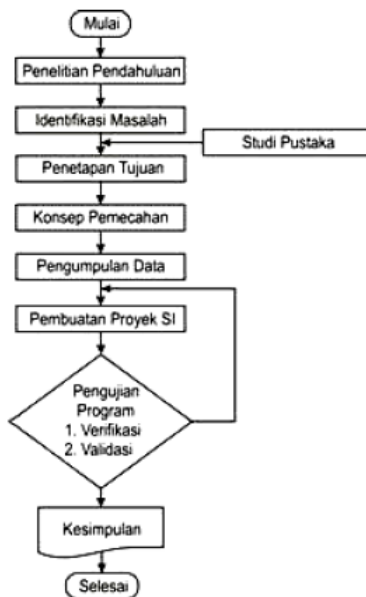 Mulai
Penelitian Pendahuluan
Identifikasi Masalah
Studi Pustaka
Penetapan Tujuan
Konsep Pemecahan
Pengumpulan Data
Pembuatan Proyek SI
Pengujian
Program
1. Verifikasi
2. Validasi
Kesimpulan
Selesai